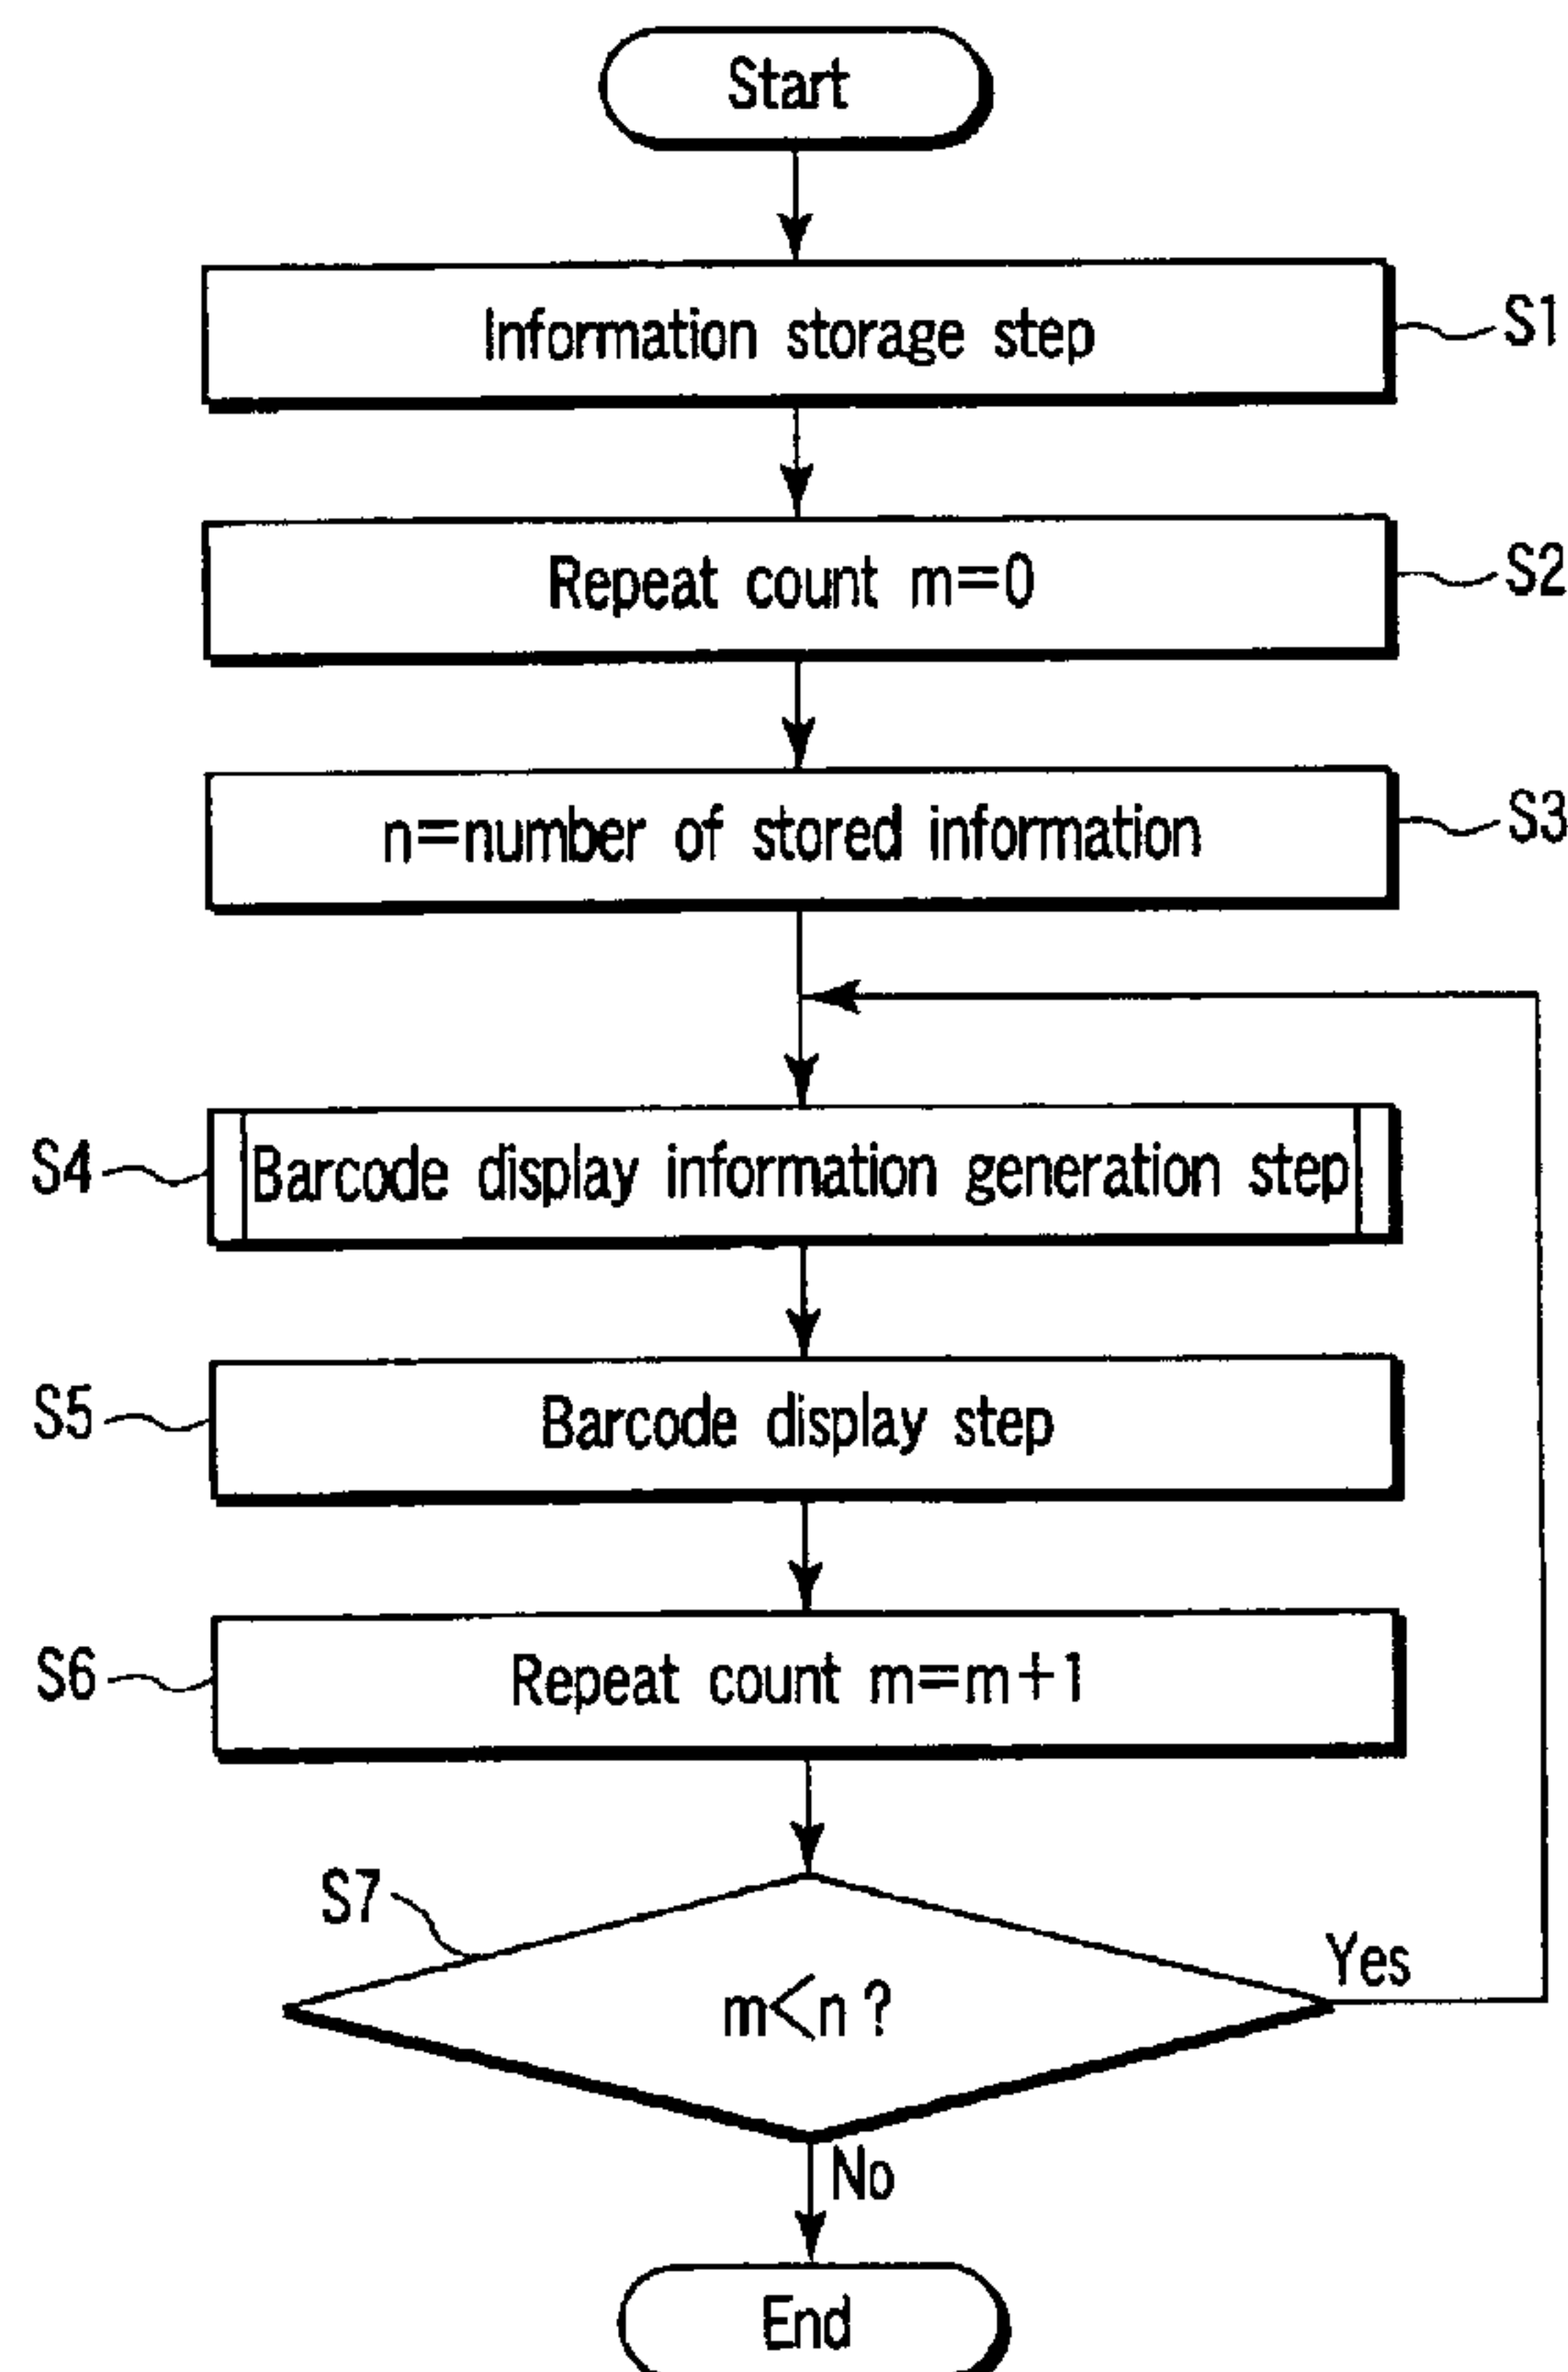 Start
Information storage step
S1
Repeat count m=0
S2
n=number of stored information
S3
S4
Barcode display information generation step
S5
Barcode display step
S6
Repeat count m=m+1
S7
m<n?
Yes
No
End